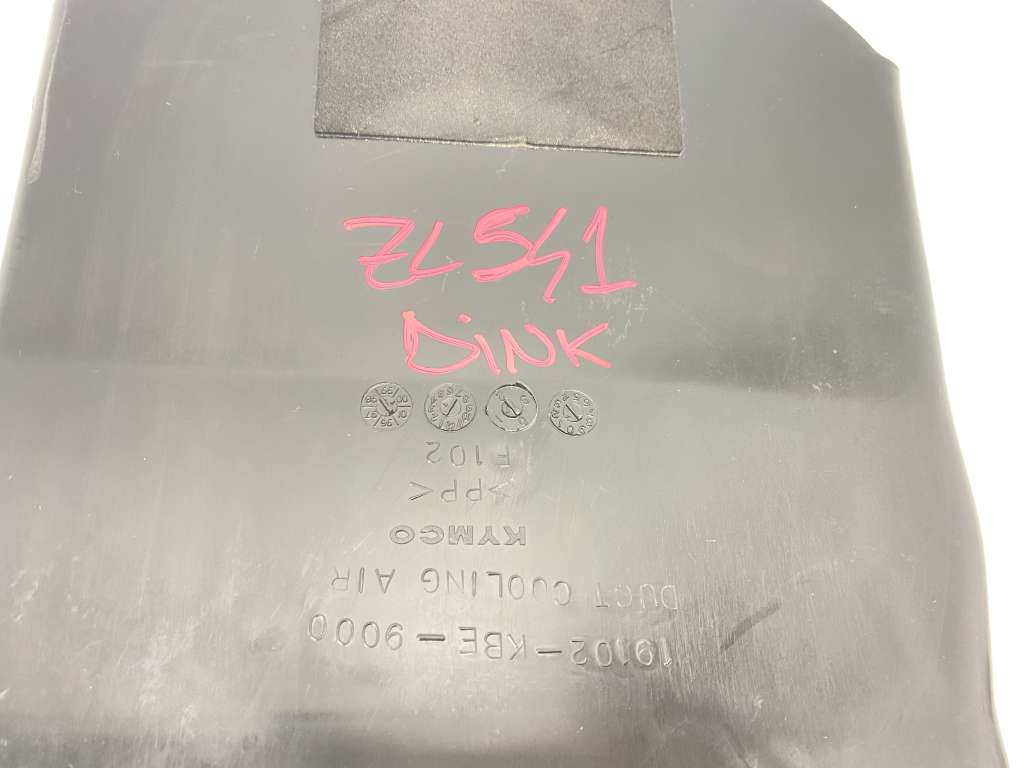 ZL541
DiNK
19102-KBE-9000
DUCT COOLING AIR
KYMCO
>PP<
F102